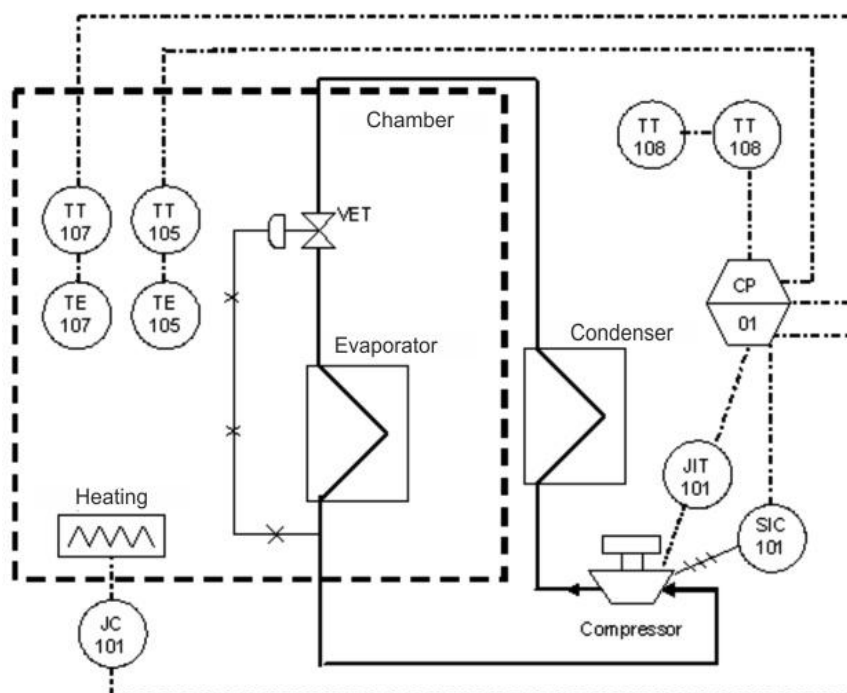 Chamber
TT
108
TT
108
TT
107
TT
105
VET
TE
107
TE
105
CP
01
Evaporator
Condenser
JIT
101
Heating
SIC
101
JC
101
Compressor